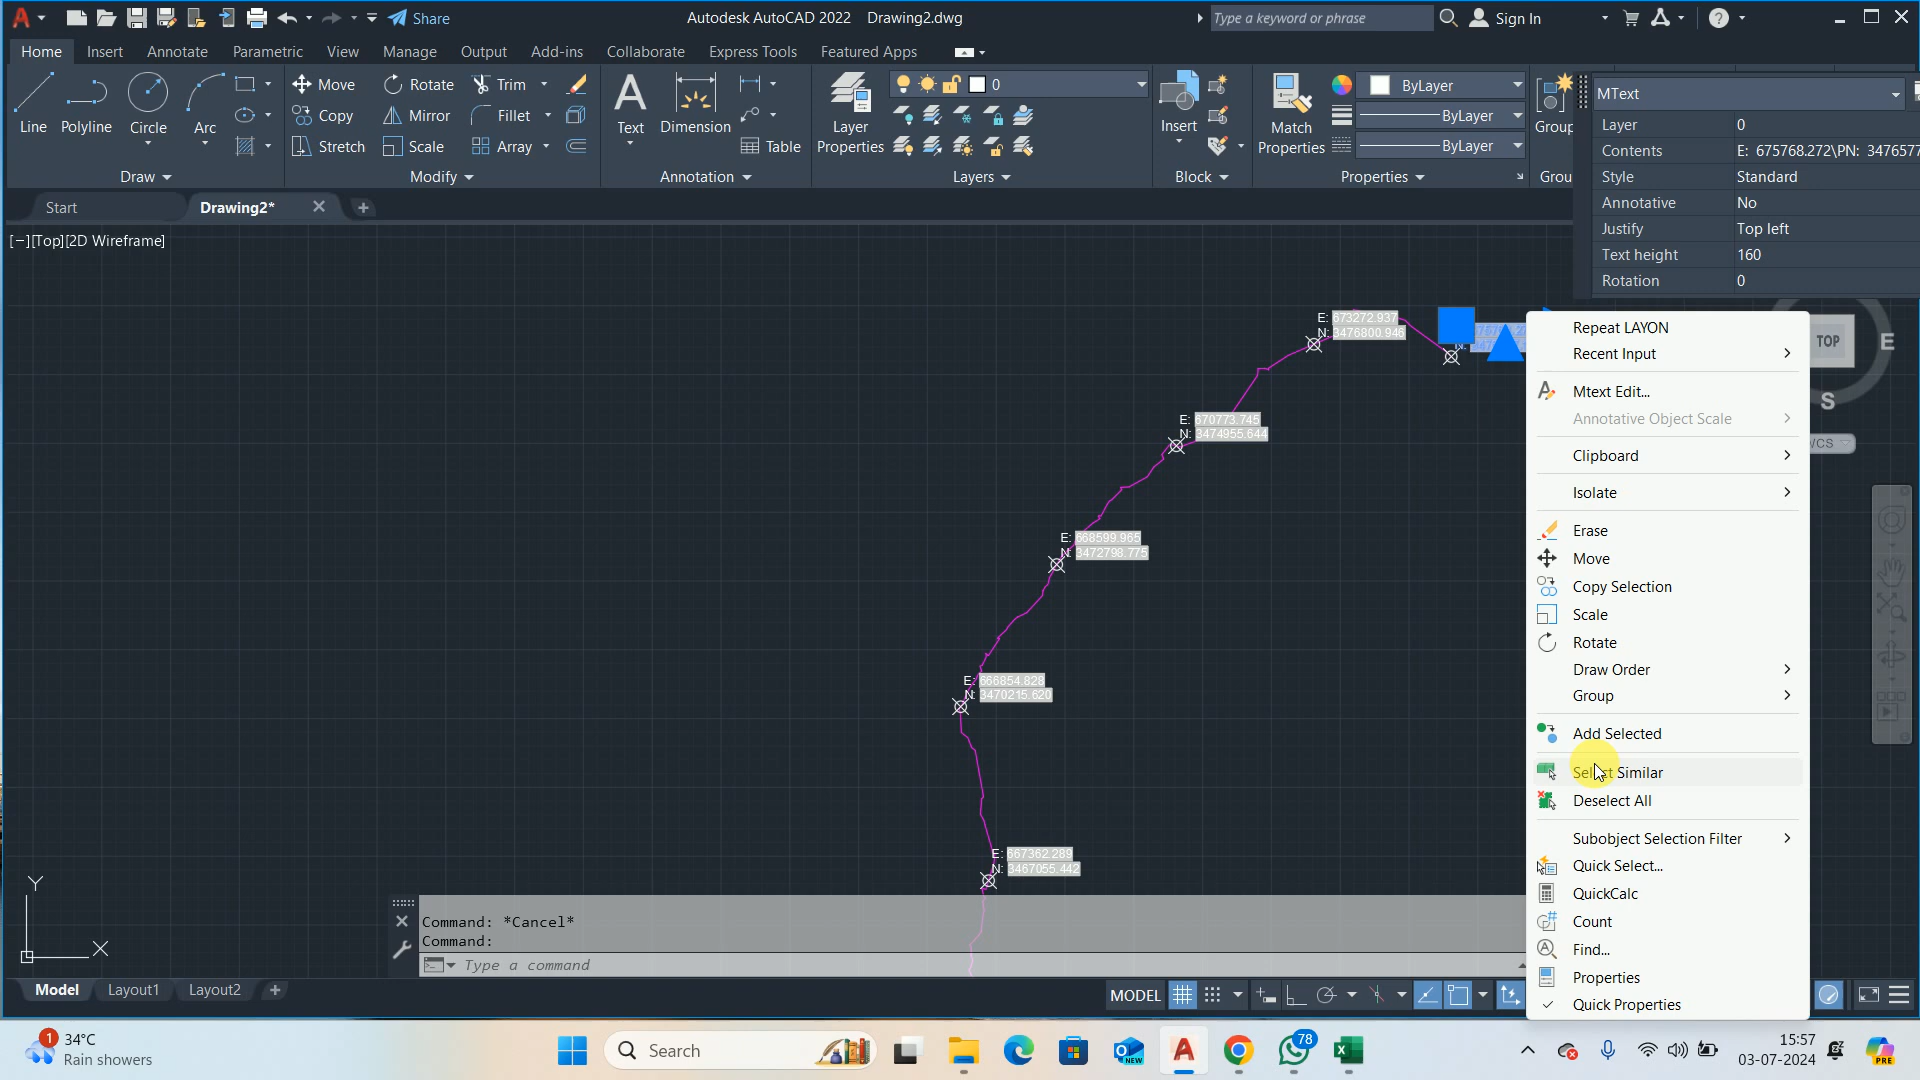 Share
Autodesk AutoCAD 2022 Drawing2.dwg
Type a keyword or phrase
Sign In
Home Insert Annotate Parametric View Manage Output Add-ins Collaborate Express Tools Featured Apps
Line
Polyline
Circle
Arc
Draw
Move Rotate Trim
Copy Mirror Fillet
Stretch Scale Array
Modify
Text
Dimension
Table
Annotation
Layer
Properties
0
Layers
Insert
Block
Match
Properties
ByLayer
ByLayer
ByLayer
Properties
Group
Grou
MText
Layer 0
Contents E: 675768.272\PN: 3476577
Style Standard
Annotative No
Justify Top left
Text height 160
Rotation 0
Start
Drawing2*
[−][Top][2D Wireframe]
E: 673272.937
N: 3476800.946
E: 670773.745
N: 3474955.644
E: 668599.965
N: 3472798.775
E: 666854.828
N: 3470215.620
E: 667362.289
N: 3467055.442
N:
TOP
E
S
WCS
Repeat LAYON
Recent Input
Mtext Edit...
Annotative Object Scale
Clipboard
Isolate
Erase
Move
Copy Selection
Scale
Rotate
Draw Order
Group
Add Selected
Select Similar
Deselect All
Subobject Selection Filter
Quick Select...
QuickCalc
Count
Find...
Properties
Quick Properties
Y
X
Command: *Cancel*
Command:
Type a command
Model Layout1 Layout2
MODEL
1
34°C
Rain showers
Search
NEW
78
15:57
03-07-2024
PRE